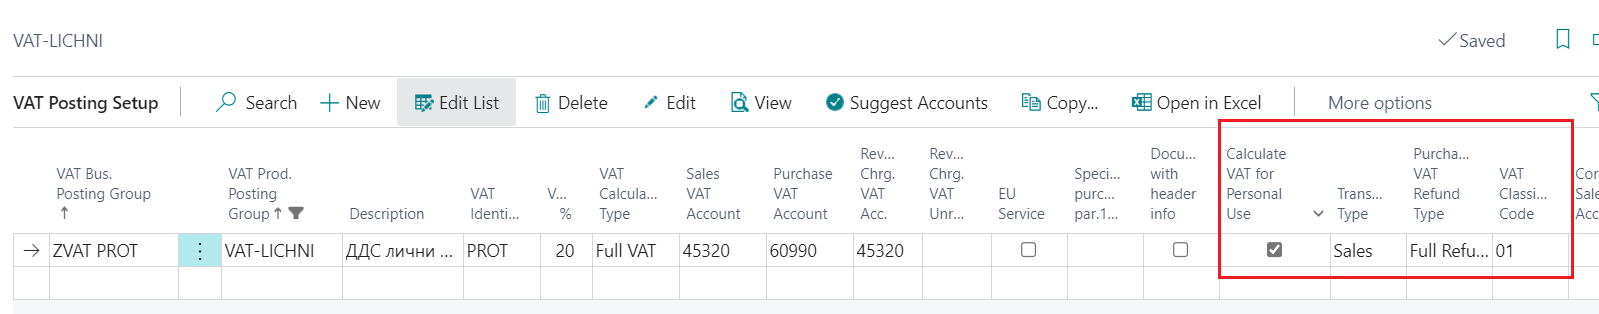 VAT-LICHNI
Saved
VAT Posting Setup
Search
New
Edit List
Delete
Edit
View
Suggest Accounts
Copy...
Open in Excel
More options
VAT Bus.
Posting Group
↑
VAT Prod.
Posting
Group ↑
Description
VAT
Identi...
V...
%
VAT
Calcula...
Type
Sales
VAT
Account
Purchase
VAT
Account
Rev...
Chrg.
VAT
Acc.
Rev...
Chrg.
VAT
Unr...
EU
Service
Speci...
purc...
par.1...
Docu...
with
header
info
Calculate
VAT for
Personal
Use
Trans...
Type
Purcha...
VAT
Refund
Type
VAT
Classi...
Code
Cor
Sale
Acc
ZVAT PROT
VAT-LICHNI
ДДС лични ...
PROT
20
Full VAT
45320
60990
45320
Sales
Full Refu...
01